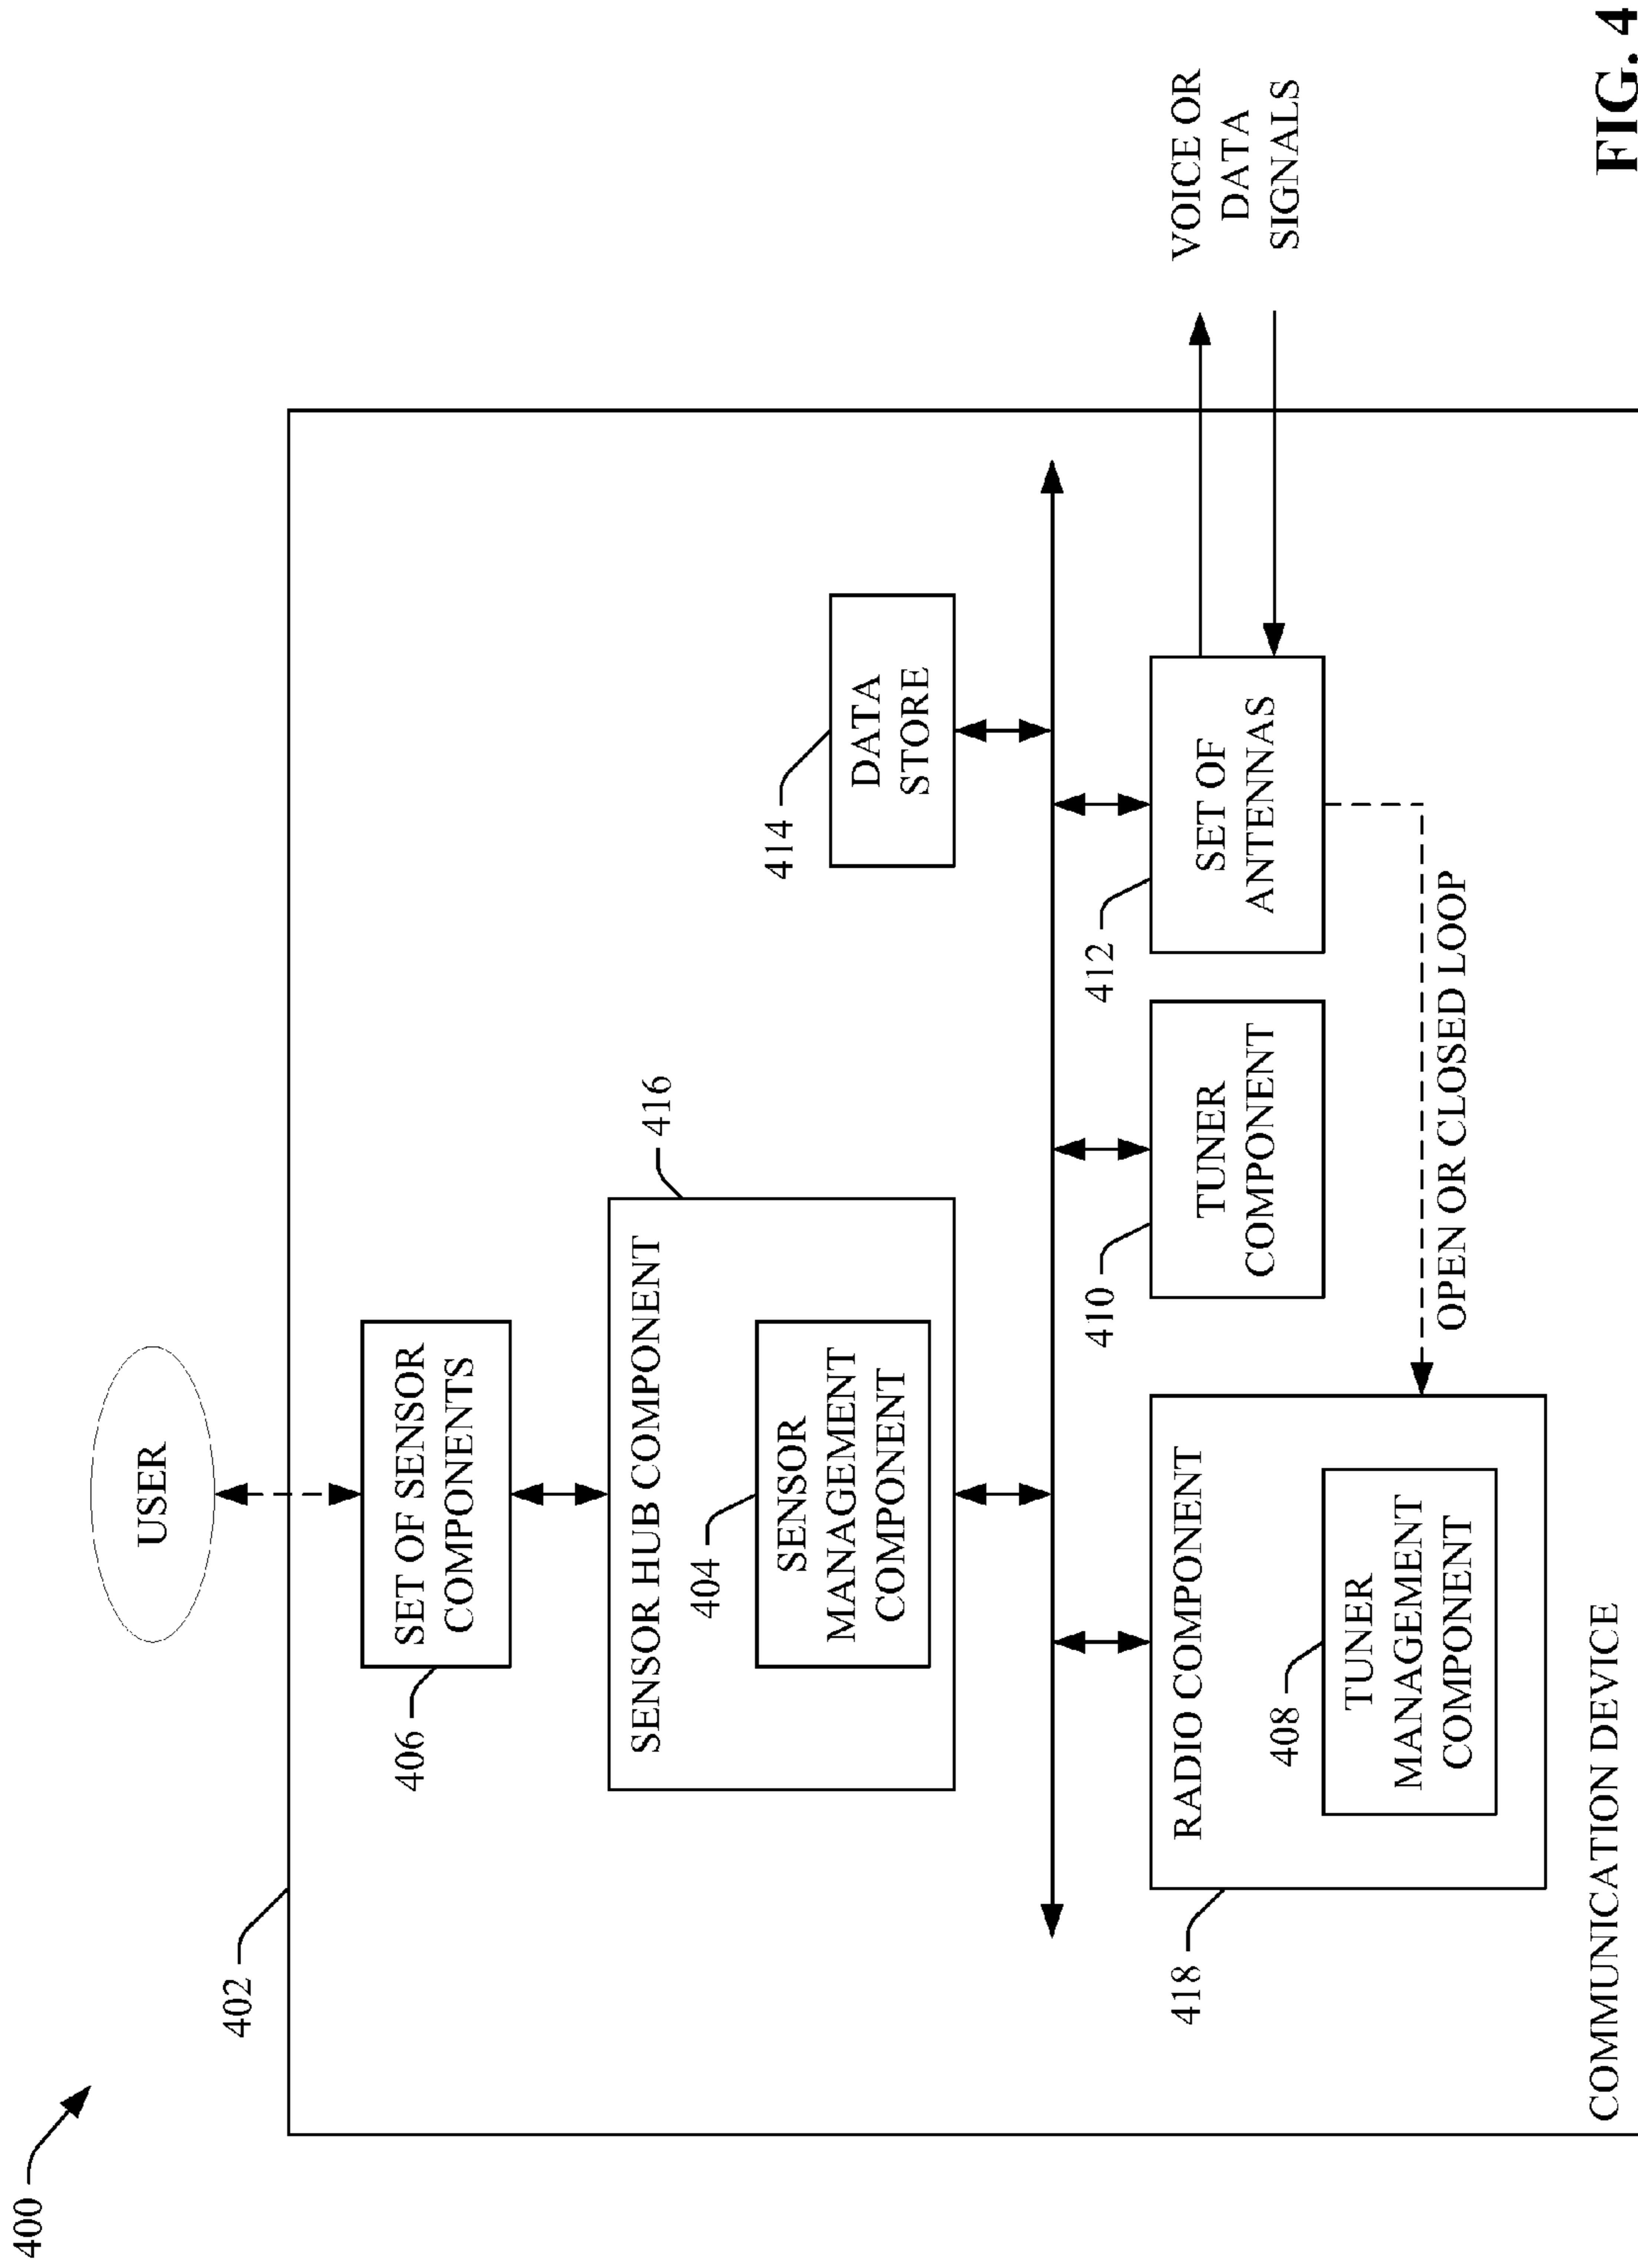 400
402
USER
406
SET OF SENSOR
COMPONENTS
416
SENSOR HUB COMPONENT
404
SENSOR
MANAGEMENT
COMPONENT
414
DATA
STORE
418
RADIO COMPONENT
408
TUNER
MANAGEMENT
COMPONENT
410
TUNER
COMPONENT
412
SET OF
ANTENNAS
VOICE OR
DATA
SIGNALS
OPEN OR CLOSED LOOP
COMMUNICATION DEVICE
FIG. 4